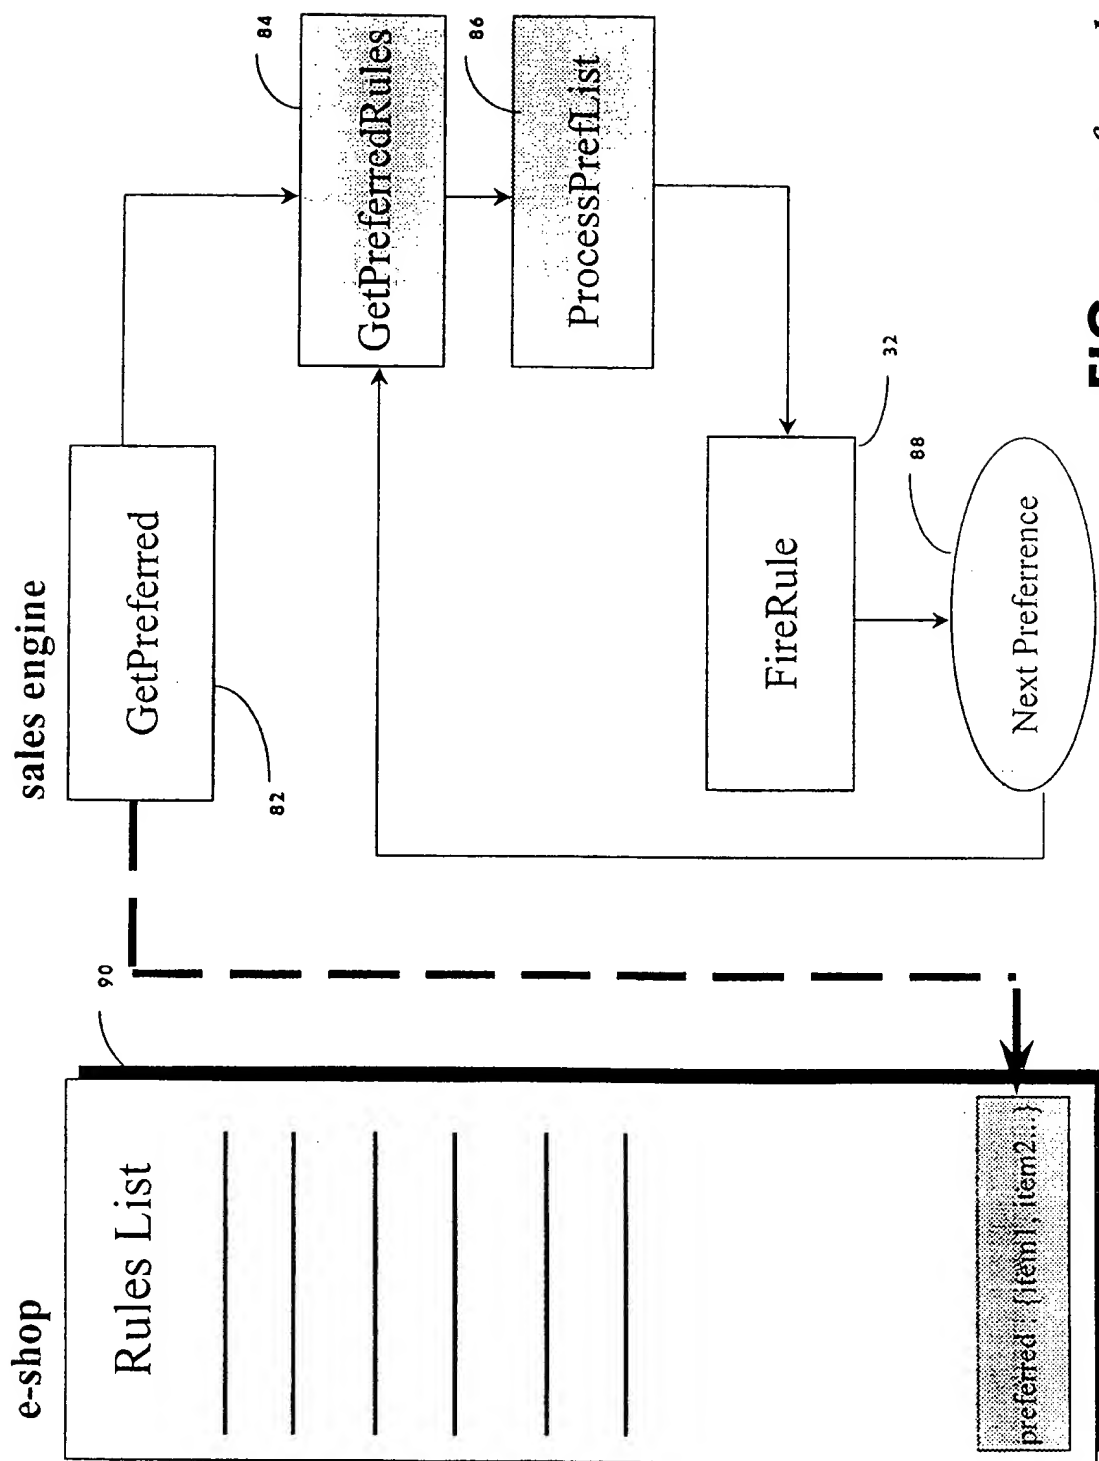 e-shop
Rules List
preferred : {item1, item2...}
90
sales engine
GetPreferred
82
GetPreferredRules
84
ProcessPrefList
86
FireRule
32
Next Preferrence
88
FIG